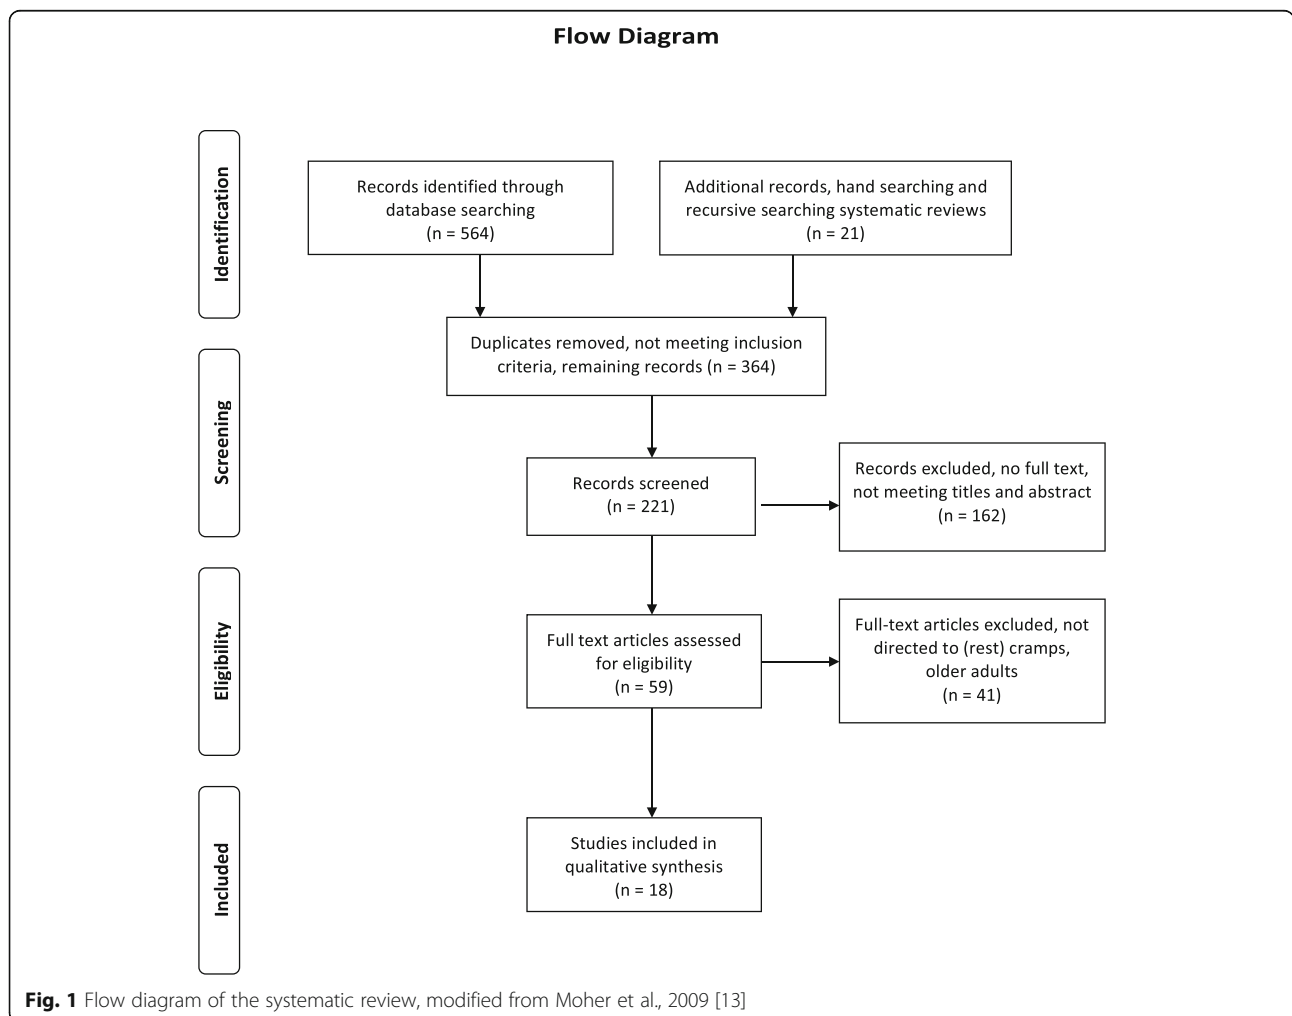 Flow Diagram
Identification
Records identified through
database searching
(n = 564)
Additional records, hand searching and
recursive searching systematic reviews
(n = 21)
Duplicates removed, not meeting inclusion
criteria, remaining records (n = 364)
Screening
Records screened
(n = 221)
Records excluded, no full text,
not meeting titles and abstract
(n = 162)
Eligibility
Full text articles assessed
for eligibility
(n = 59)
Full-text articles excluded, not
directed to (rest) cramps,
older adults
(n = 41)
Included
Studies included in
qualitative synthesis
(n = 18)
Fig. 1 Flow diagram of the systematic review, modified from Moher et al., 2009 [13]